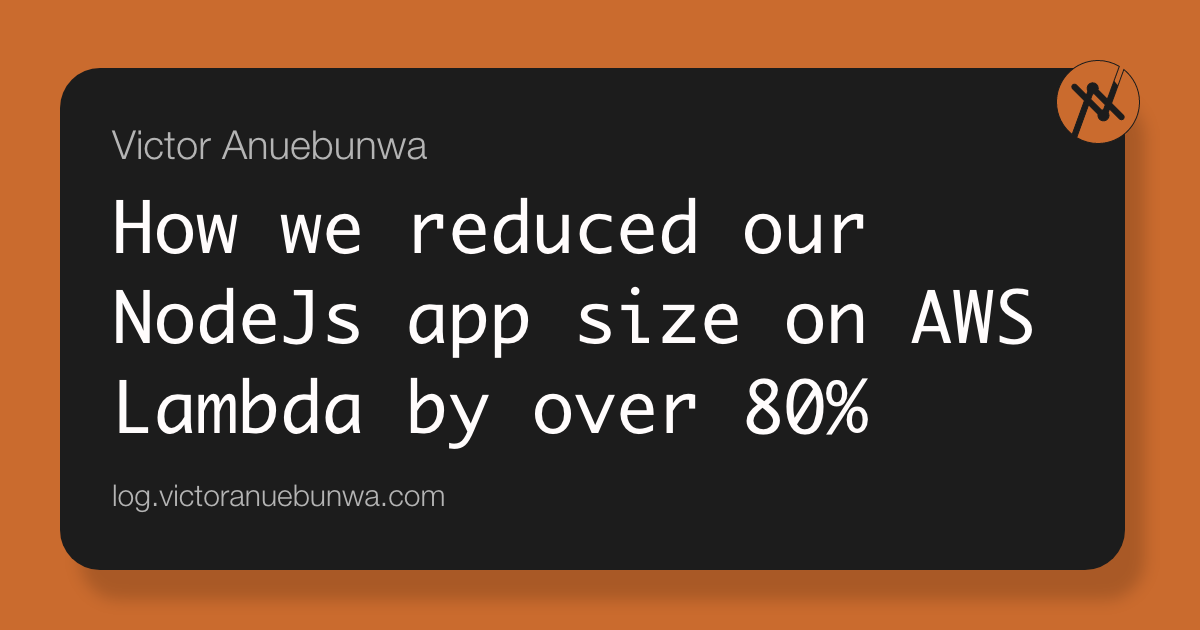 Victor Anuebunwa
How we reduced our
NodeJs app size on AWS
Lambda by over 80%
log.victoranuebunwa.com